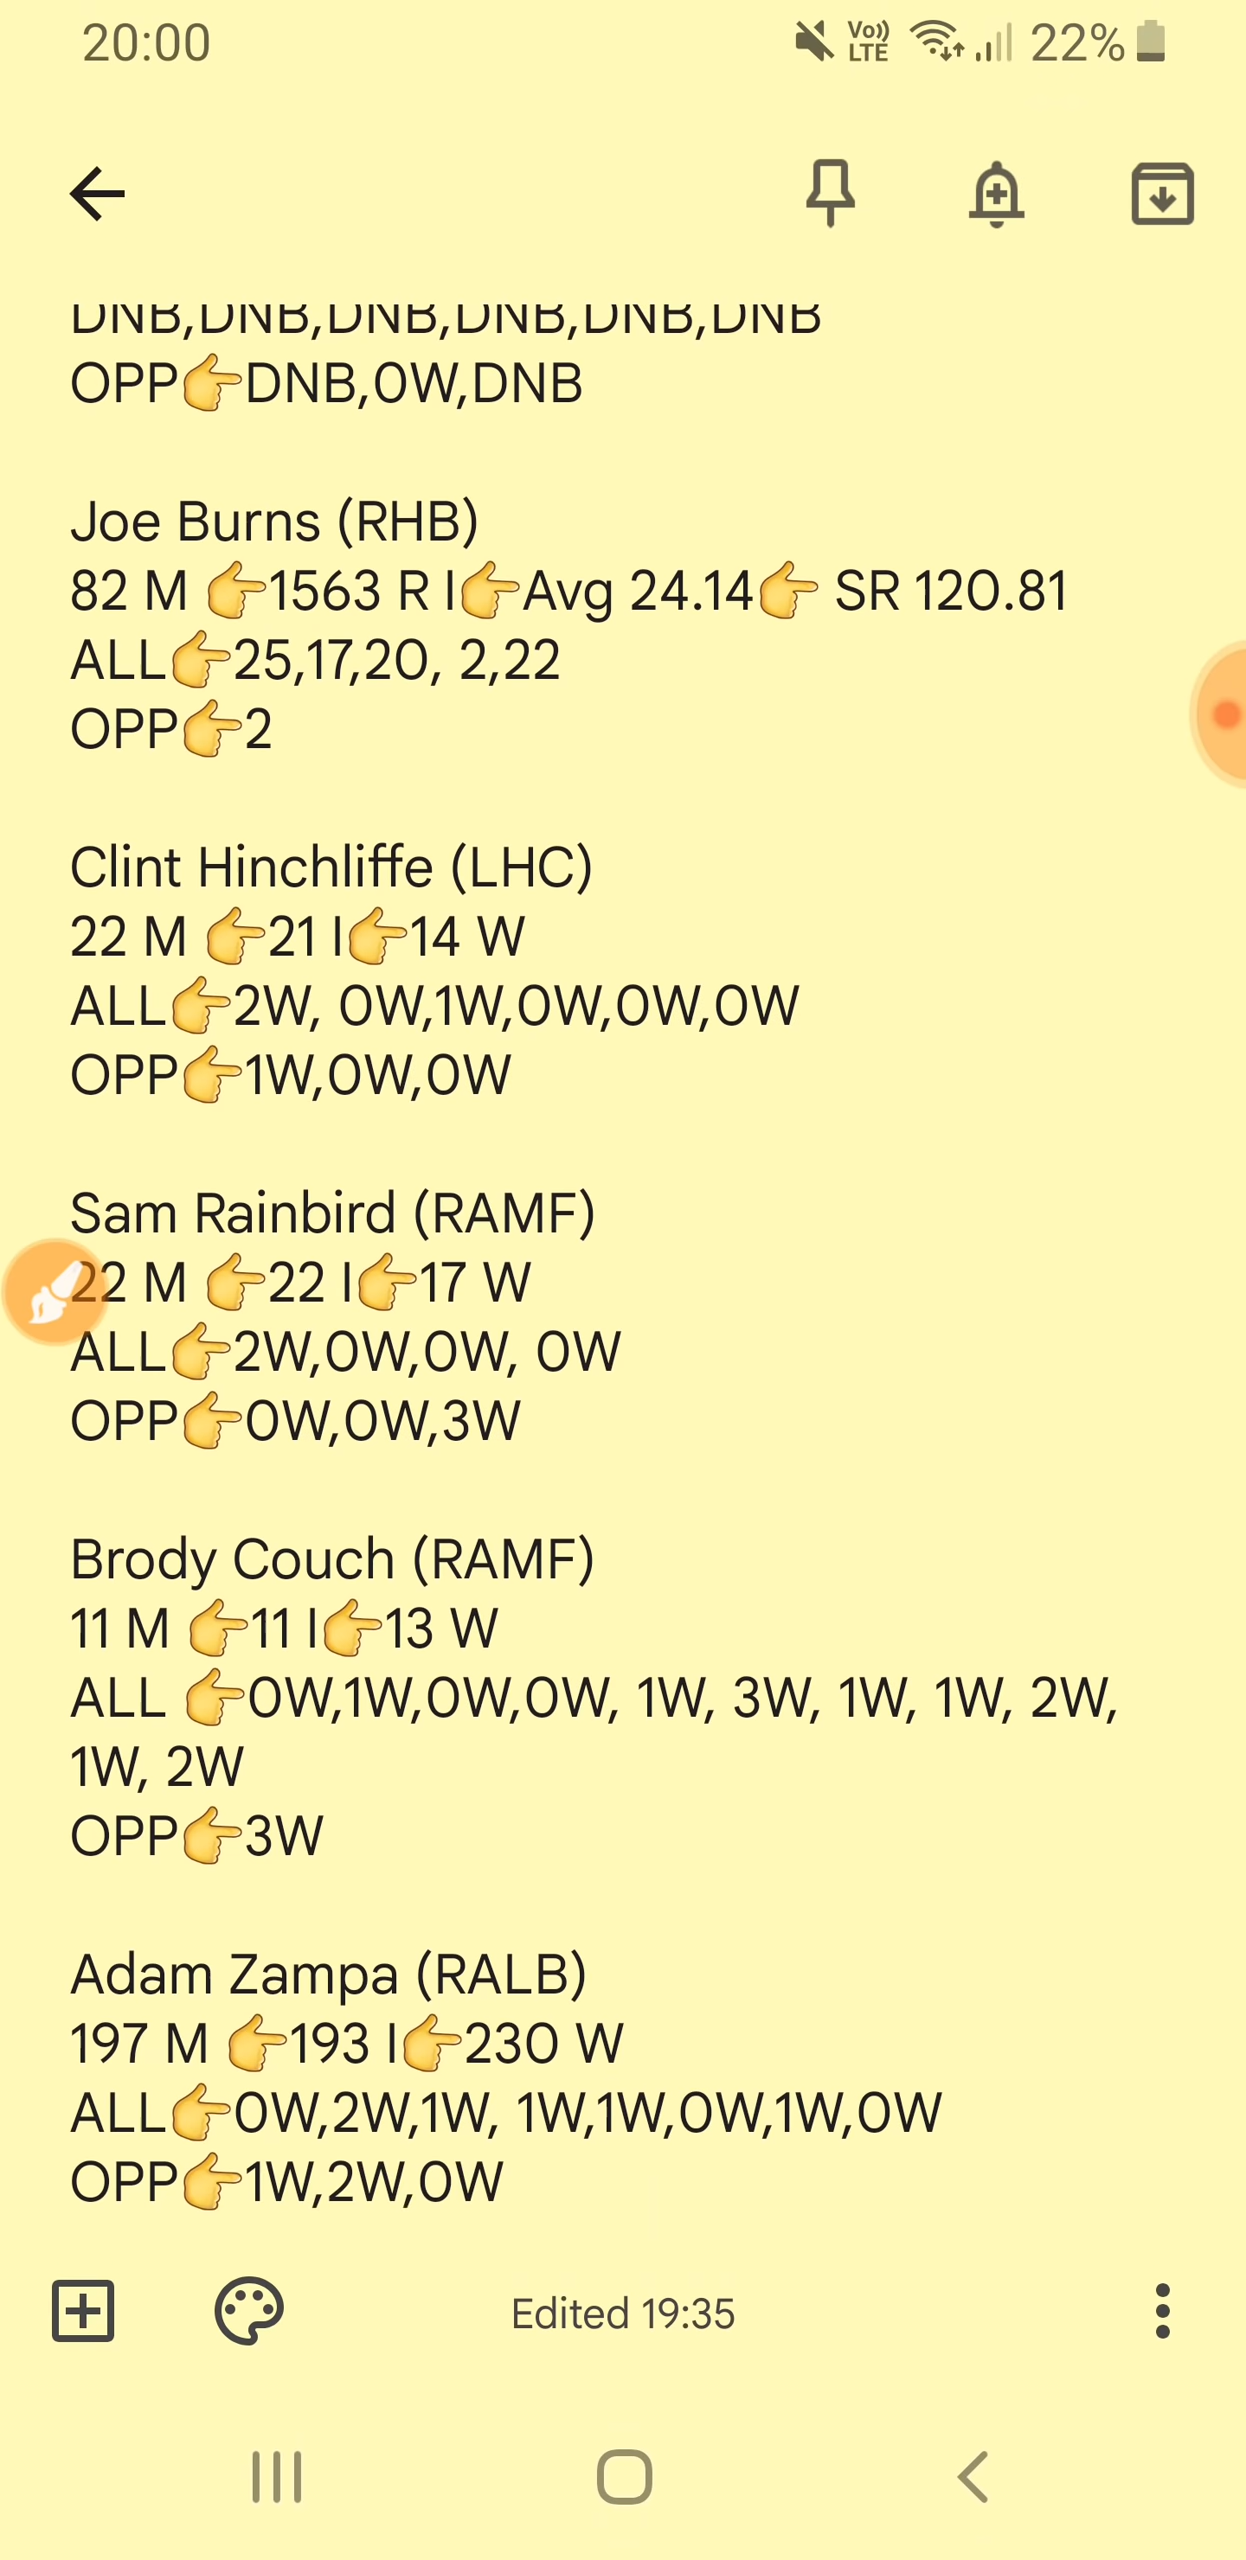 20:00
Vo)) LTE 22%
DNB,DNB,DNB,DNB,DNB,DNB
OPP👉DNB,0W,DNB
Joe Burns (RHB)
82 M 👉1563 R I👉Avg 24.14👉 SR 120.81
ALL👉25,17,20, 2,22
OPP👉2
Clint Hinchliffe (LHC)
22 M 👉21 I👉14 W
ALL👉2W, 0W,1W,0W,0W,0W
OPP👉1W,0W,0W
Sam Rainbird (RAMF)
22 M 👉22 I👉17 W
ALL👉2W,0W,0W, 0W
OPP👉0W,0W,3W
Brody Couch (RAMF)
11 M 👉11 I👉13 W
ALL 👉0W,1W,0W,0W, 1W, 3W, 1W, 1W, 2W,
1W, 2W
OPP👉3W
Adam Zampa (RALB)
197 M 👉193 I👉230 W
ALL👉0W,2W,1W, 1W,1W,0W,1W,0W
OPP👉1W,2W,0W
Edited 19:35